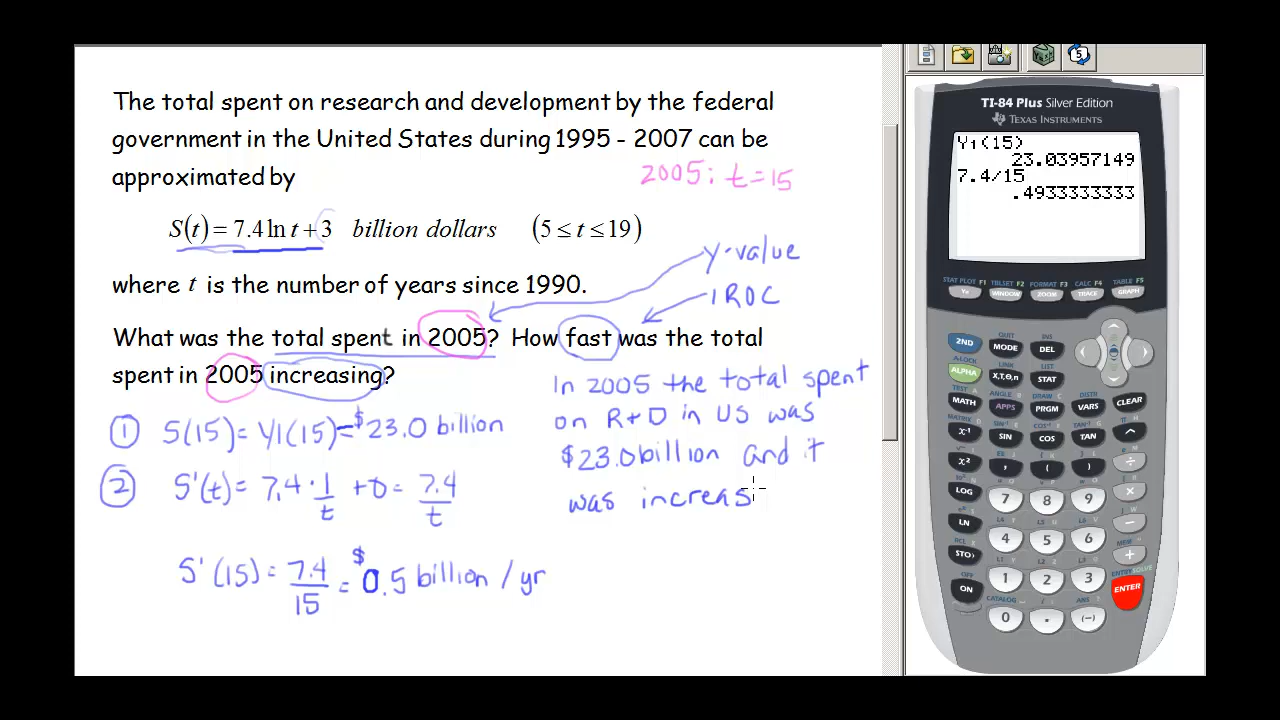 The total spent on research and development by the federal
government in the United States during 1995 - 2007 can be
approximated by
2005: t=15
S(t) = 7.4 ln t + 3 billion dollars (5 ≤ t ≤ 19)
y-value
where t is the number of years since 1990.
IROC
What was the total spent in 2005? How fast was the total
spent in 2005 increasing?
1 S(15) = Y1(15) = $23.0 billion
2 S'(t) = 7.4 · 1/t + 0 = 7.4/t
S'(15) = 7.4/15 = $0.5 billion / yr
In 2005 the total spent
on R+D in US was
$23.0 billion and it
was increas
TI-84 Plus Silver Edition
TEXAS INSTRUMENTS
Y1(15)
23.03957149
7.4/15
.4933333333
STAT PLOT F1 TBLSET F2 FORMAT F3 CALC F4 TABLE F5
Y= WINDOW ZOOM TRACE GRAPH
QUIT INS
2ND MODE DEL
A-LOCK LINK LIST
ALPHA X,T,Θ,n STAT
TEST A ANGLE B DRAW C DISTR
MATH APPS PRGM VARS CLEAR
MATRIX D SIN⁻¹ E COS⁻¹ F TAN⁻¹ G π H
x⁻¹ SIN COS TAN ^
x² , ( ) ÷
LOG 7 8 9 ×
LN 4 5 6 −
STO▸ 1 2 3 +
OFF CATALOG ANS ? ENTRY SOLVE
ON 0 . (−) ENTER